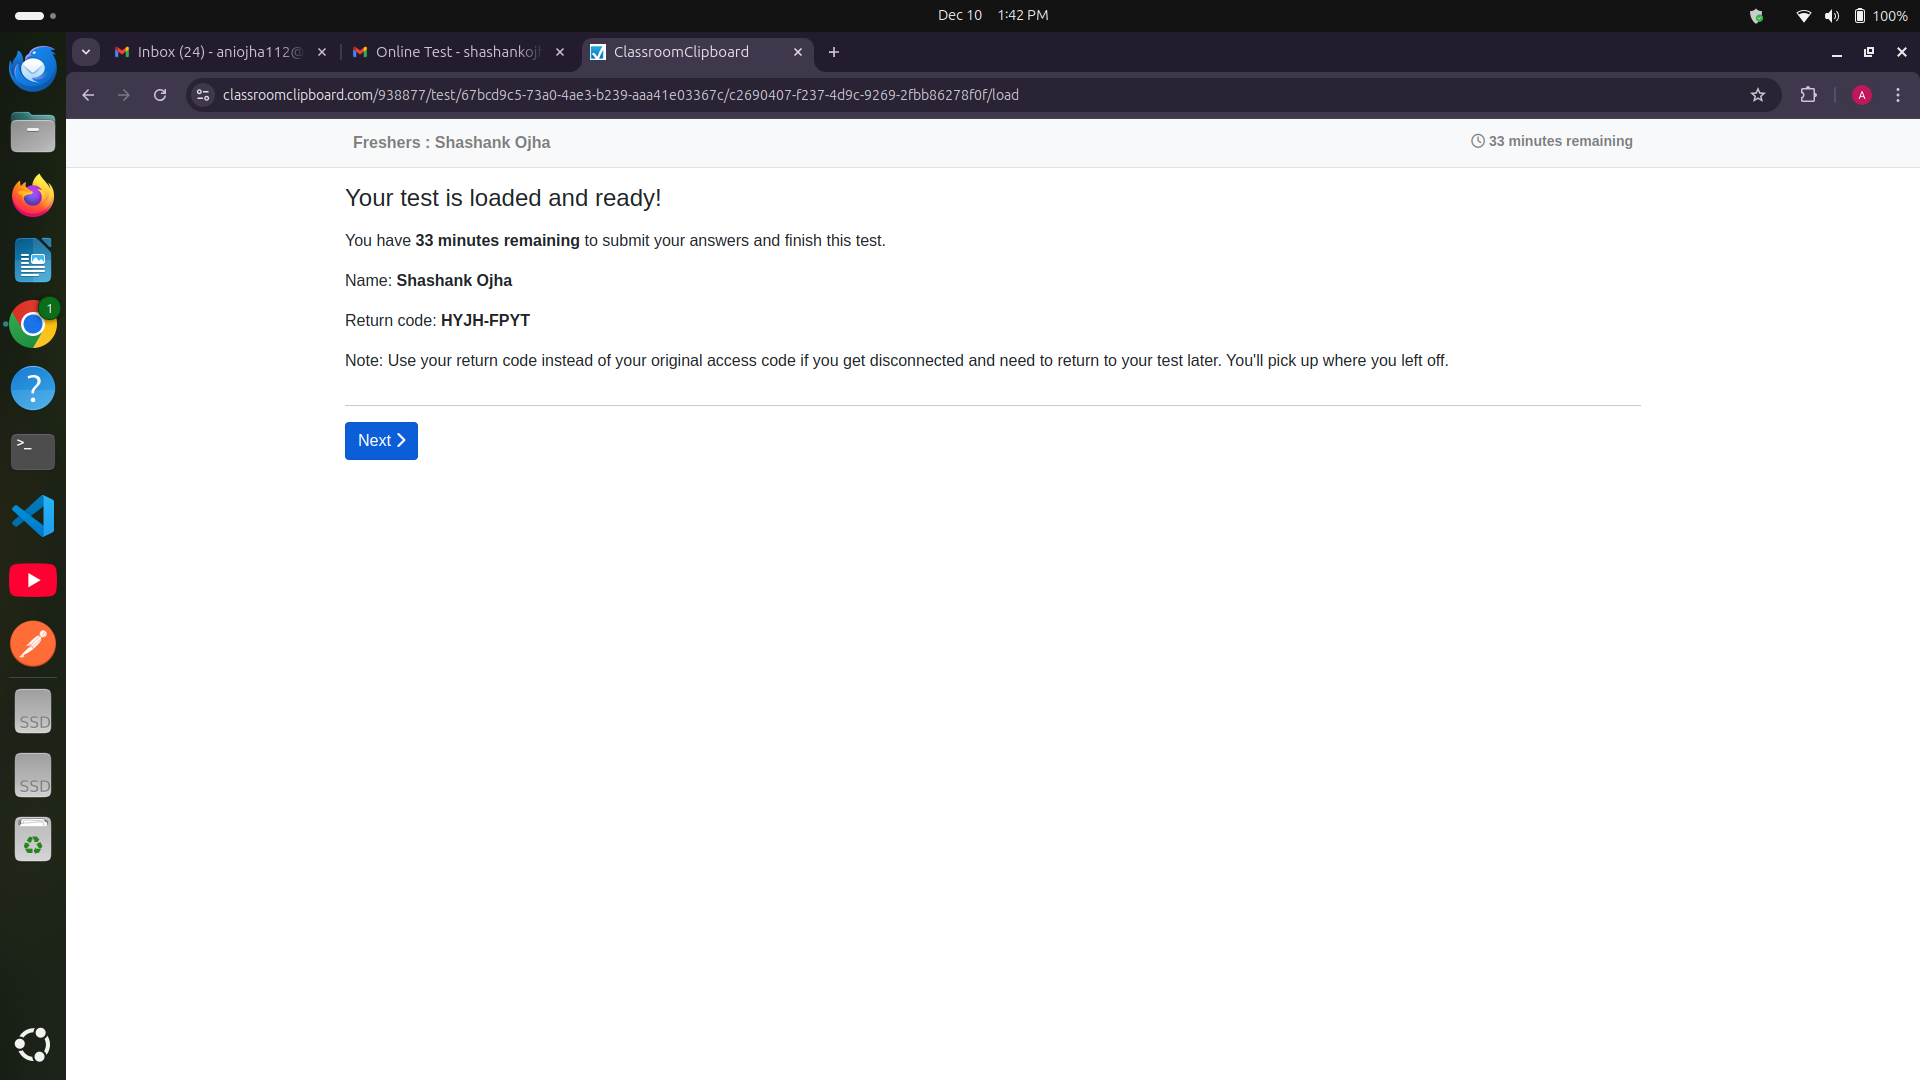 Dec 10 1:42 PM
100%
Inbox (24) - aniojha112@
Online Test - shashankoj
ClassroomClipboard
classroomclipboard.com/938877/test/67bcd9c5-73a0-4ae3-b239-aaa41e03367c/c2690407-f237-4d9c-9269-2fbb86278f0f/load
A
Freshers : Shashank Ojha
33 minutes remaining
Your test is loaded and ready!
You have 33 minutes remaining to submit your answers and finish this test.
Name: Shashank Ojha
Return code: HYJH-FPYT
Note: Use your return code instead of your original access code if you get disconnected and need to return to your test later. You'll pick up where you left off.
Next
1
?
>_
SSD
SSD